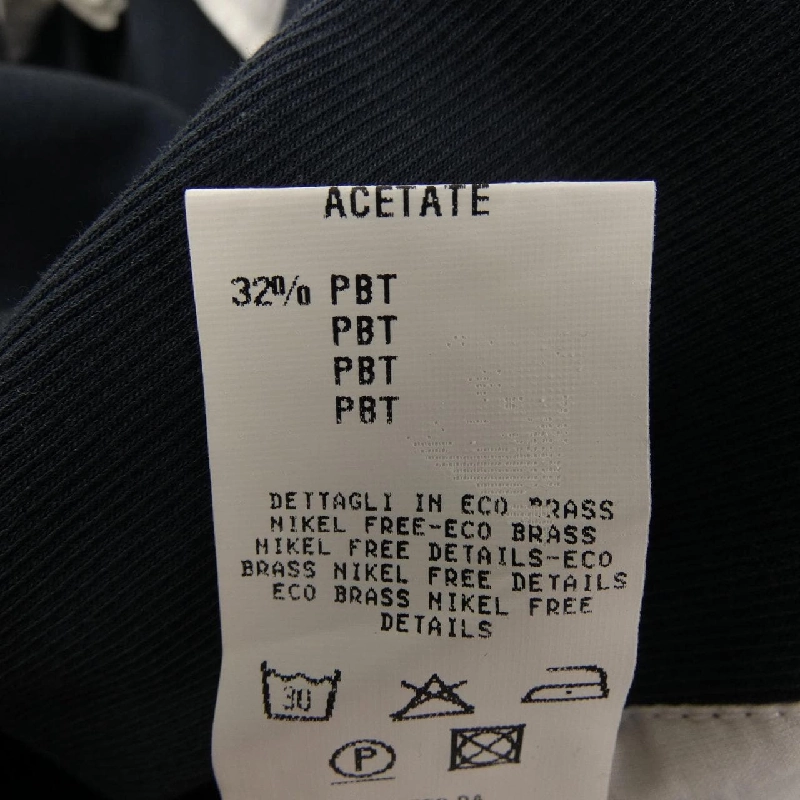 ACETATE
32% PBT
PBT
PBT
PBT
DETTAGLI IN ECO BRASS
NIKEL FREE-ECO BRASS
NIKEL FREE DETAILS-ECO
BRASS NIKEL FREE DETAILS
ECO BRASS NIKEL FREE
DETAILS
30
P